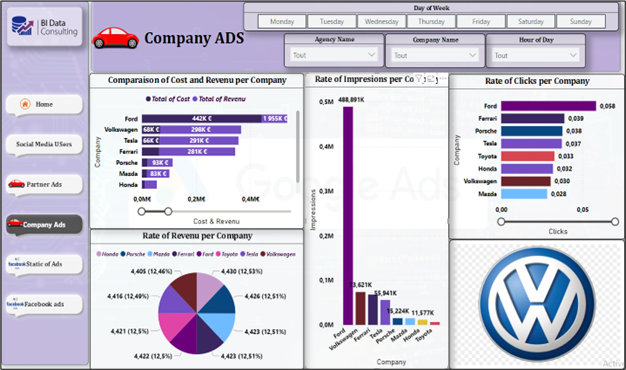 BI Data
Consulting
Company ADS
Day of Week
Monday Tuesday Wednesday Thursday Friday Saturday Sunday
Agency Name Company Name Hour of Day
Tout Tout Tout
Home
Social Media USers
Partner Ads
Company Ads
Static of Ads
Facebook ads
Comparaison of Cost and Revenu per Company
Total of Cost Total of Revenu
Company
Ford 442K € 1 955K €
Volkswagen 68K € 298K €
Tesla 66K € 291K €
Ferrari 281K €
Porsche 93K €
Mazda 83K €
Honda
0,0M€ 0,2M€ 0,4M€
Cost & Revenu
Rate of Revenu per Company
Honda Porsche Mazda Ferrari Ford Toyota Tesla Volkswagen
4,405 (12,46%) 4,430 (12,53%)
4,416 (12,49%) 4,426 (12,51%)
4,421 (12,5%) 4,423 (12,51%)
4,422 (12,5%) 4,423 (12,51%)
Rate of Impresions per Company
0,5M
488,891K
0,4M
0,3M
Impressions
0,2M
0,1M
73,621K
55,941K
15,224K
11,577K
0,0M
Ford Volkswagen Ferrari Tesla Porsche Mazda Honda Toyota
Company
Rate of Clicks per Company
Company
Ford 0,058
Ferrari 0,039
Porsche 0,038
Tesla 0,037
Toyota 0,033
Honda 0,032
Volkswagen 0,030
Mazda 0,028
0,00 0,05
Clicks